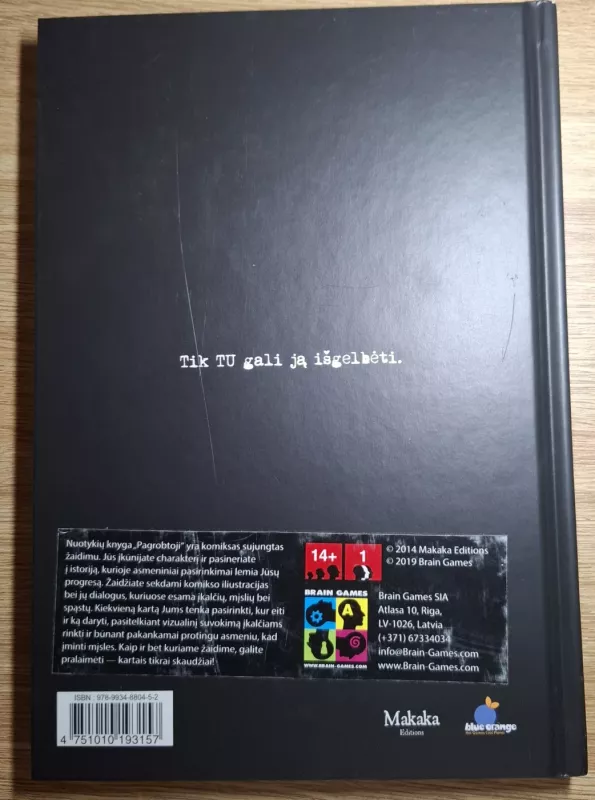 Tik TU gali ją išgelbėti.
Nuotykių knyga „Pagrobtoji" yra komiksas sujungtas
žaidimu. Jūs įkūnijate charakterį ir pasineriate
į istoriją, kurioje asmeniniai pasirinkimai lemia Jūsų
progresą. Žaidžiate sekdami komikso iliustracijas
bei jų dialogus, kuriuose esama įkalčių, mįslių bei
spąstų. Kiekvieną kartą Jums tenka pasirinkti, kur eiti
ir ką daryti, pasitelkiant vizualinį suvokimą įkalčiams
rinkti ir būnant pakankamai protingu asmeniu, kad
įminti mįsles. Kaip ir bet kuriame žaidime, galite
pralaimėti — kartais tikrai skaudžiai!
14+
1
BRAIN GAMES
A
WWW.BRAIN-GAMES.COM
© 2014 Makaka Editions
© 2019 Brain Games
Brain Games SIA
Atlasa 10, Riga,
LV-1026, Latvia
(+371) 67334034
info@Brain-Games.com
www.Brain-Games.com
ISBN : 978-9934-8804-5-2
4 751010 193157
Makaka
Editions
blue orange